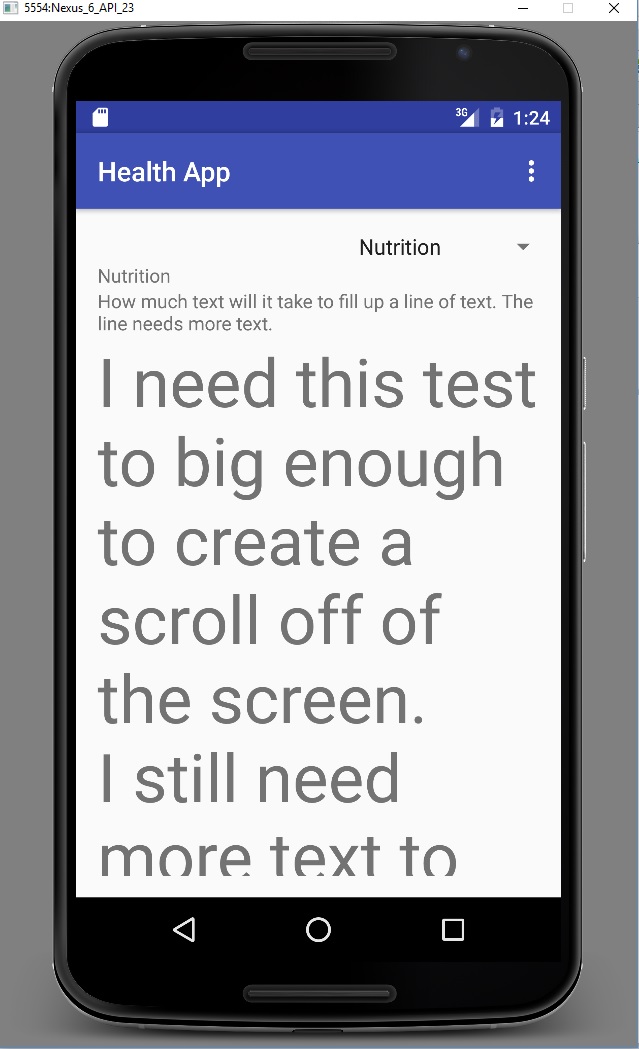 5554:Nexus_6_API_23
3G 1:24
Health App
Nutrition
Nutrition
How much text will it take to fill up a line of text. The
line needs more text.
I need this test
to big enough
to create a
scroll off of
the screen.
I still need
more text to